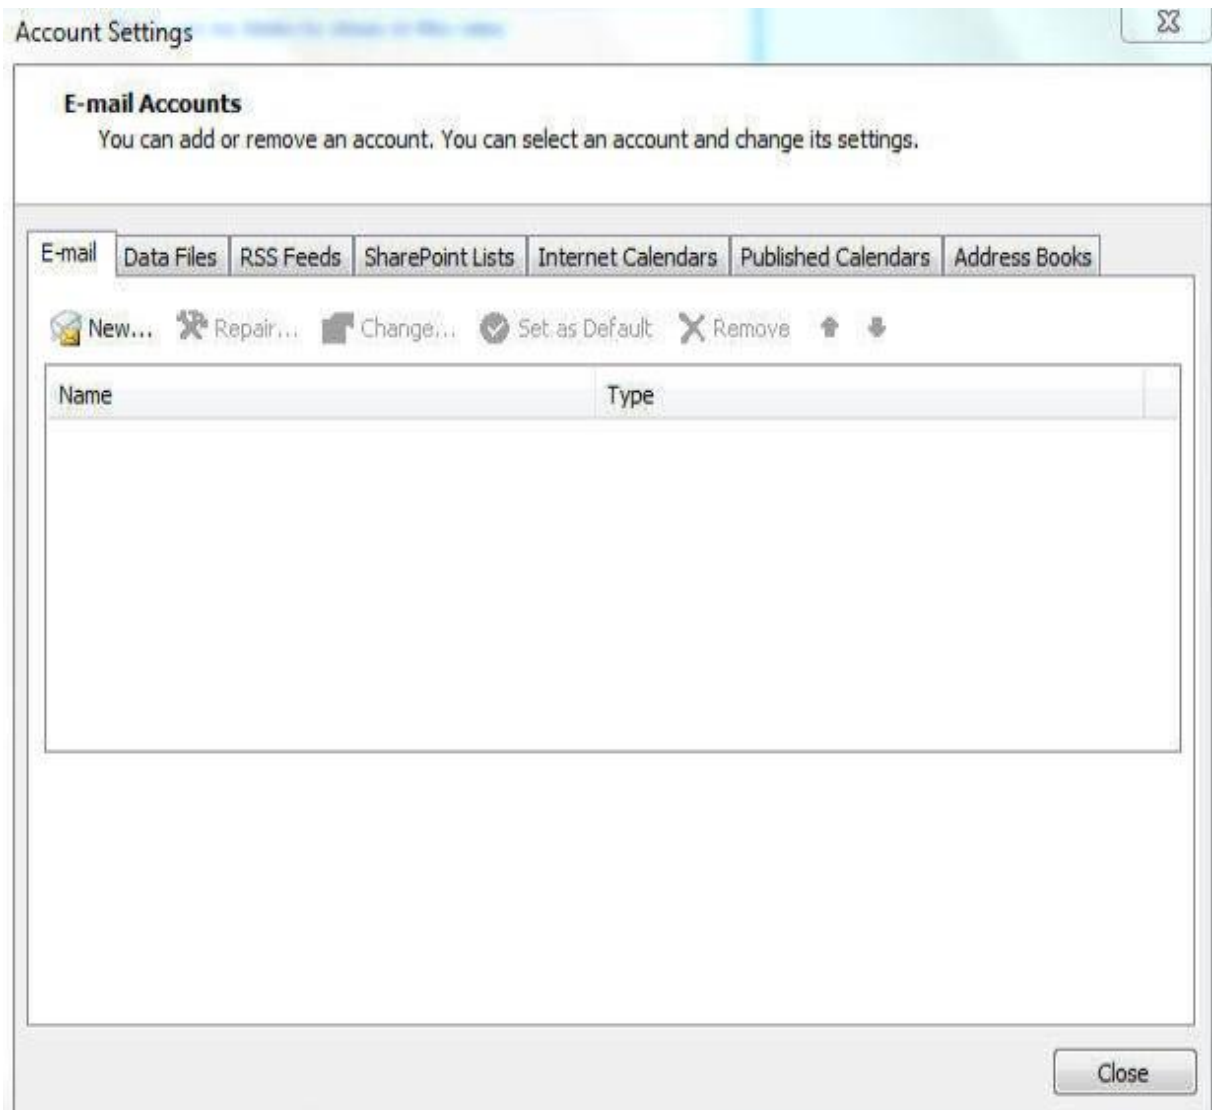 Account Settings
E-mail Accounts
You can add or remove an account. You can select an account and change its settings.
E-mail Data Files RSS Feeds SharePoint Lists Internet Calendars Published Calendars Address Books
New... Repair... Change... Set as Default Remove
Name Type
Close